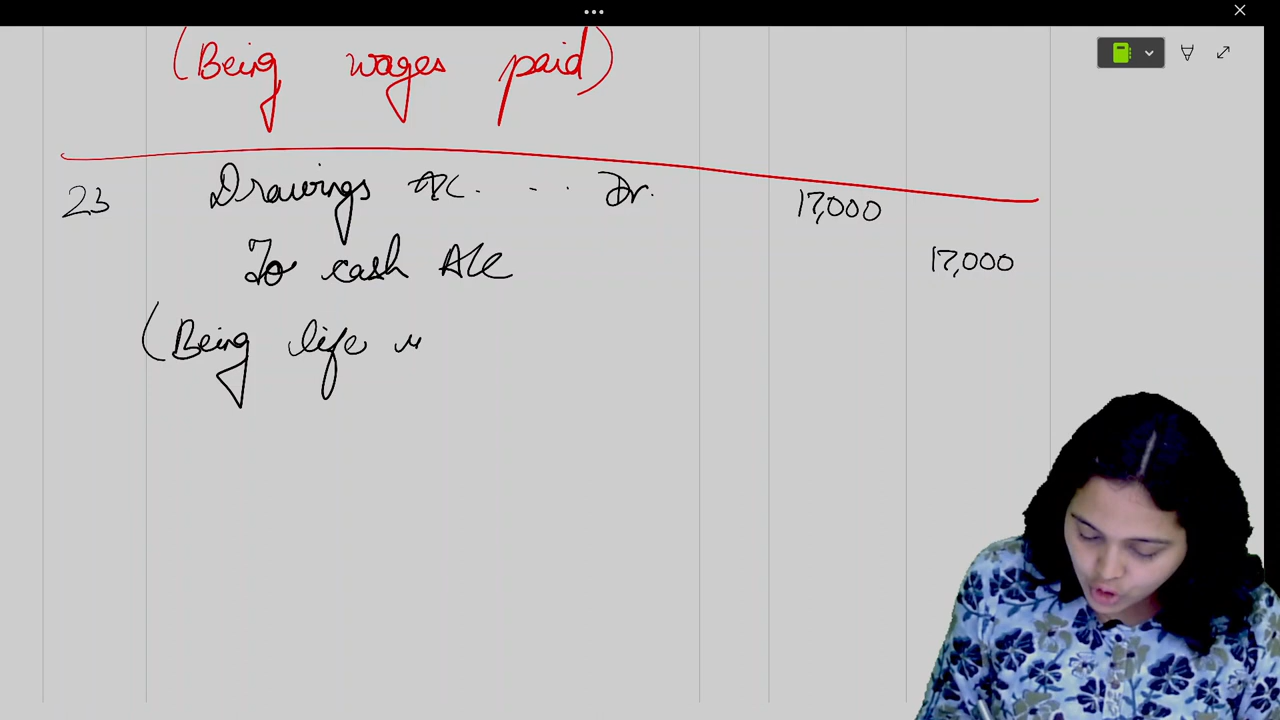 (Being wages paid)
23 Drawings A/C. . . . Dr. 17,000
To cash A/C 17,000
(Being life